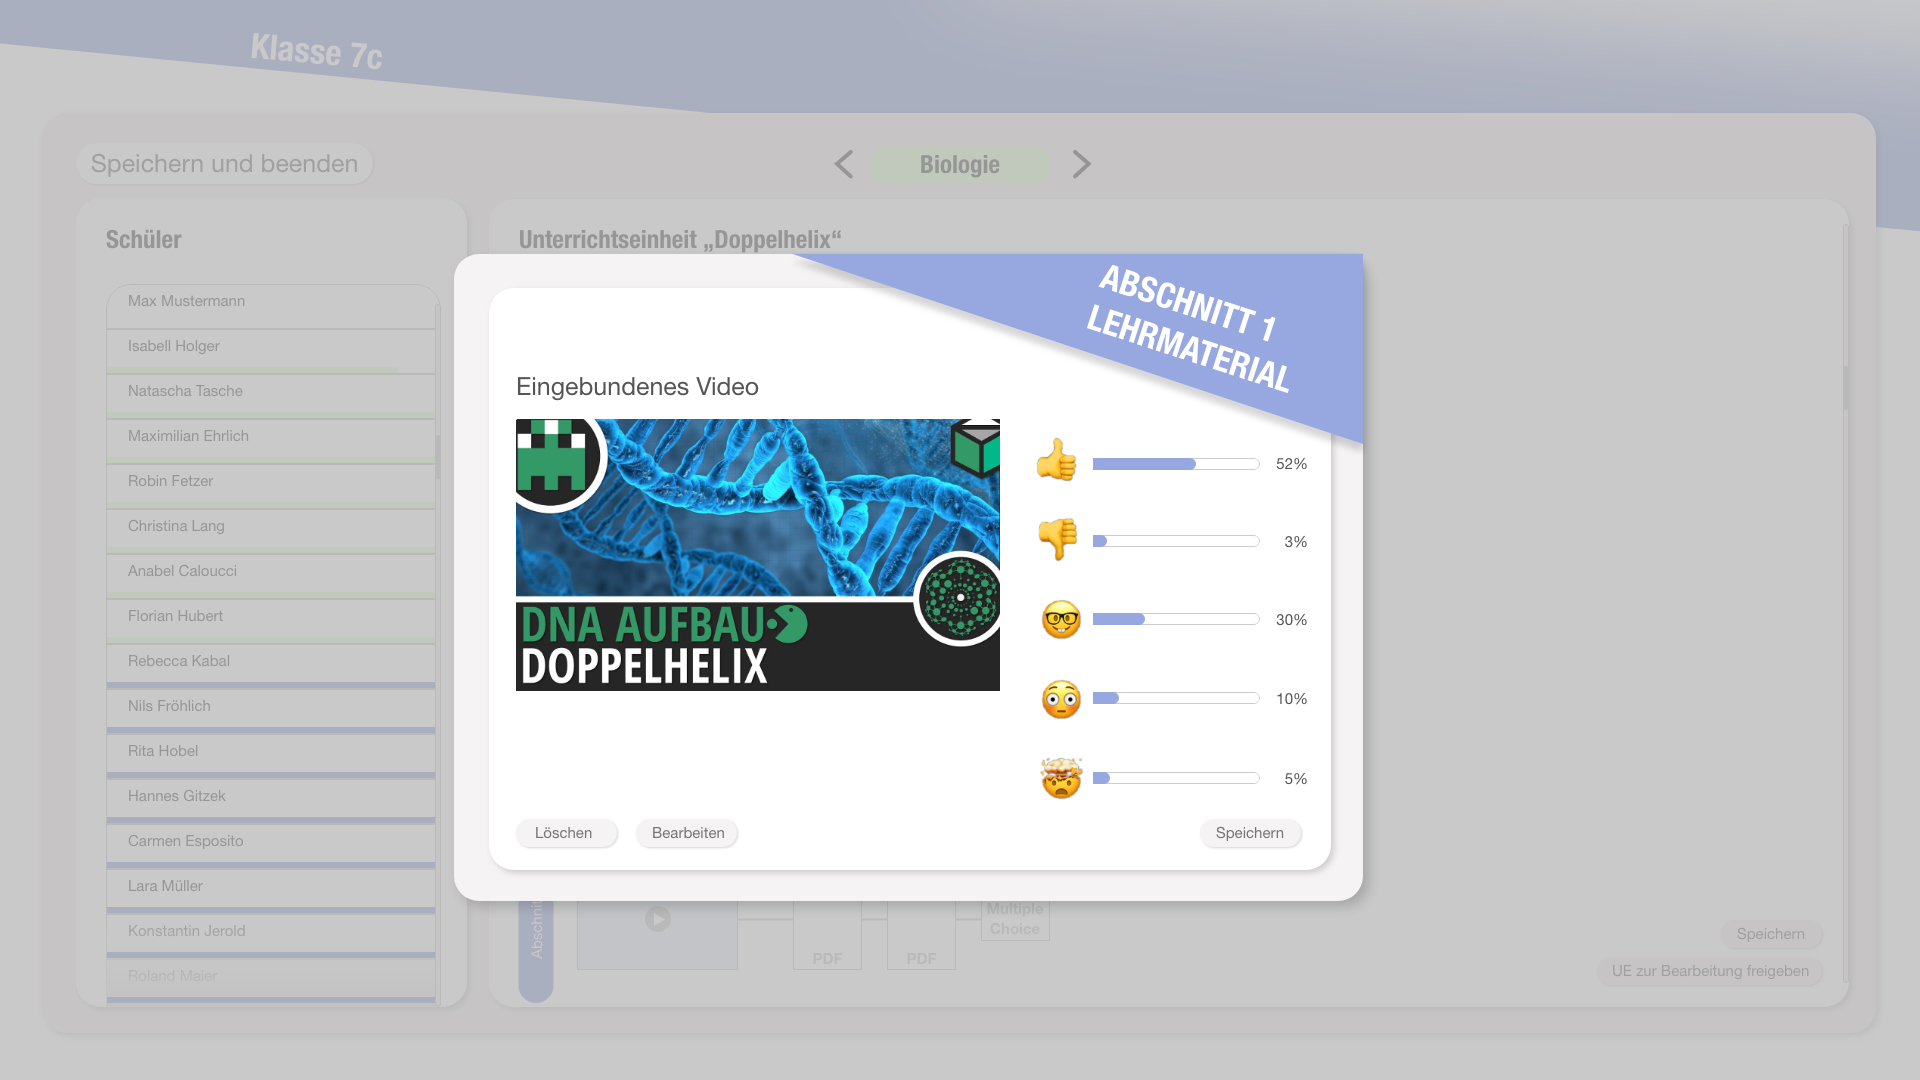 Klasse 7c
Speichern und beenden
Biologie
Schüler
Max Mustermann
Isabell Holger
Natascha Tasche
Maximilian Ehrlich
Robin Fetzer
Christina Lang
Anabel Caloucci
Florian Hubert
Rebecca Kabal
Nils Fröhlich
Rita Hobel
Hannes Gitzek
Carmen Esposito
Lara Müller
Konstantin Jerold
Roland Maier
Unterrichtseinheit „Doppelhelix“
ABSCHNITT 1
LEHRMATERIAL
Eingebundenes Video
DNA AUFBAU
DOPPELHELIX
52%
3%
30%
10%
5%
Löschen
Bearbeiten
Speichern
Abschnit
PDF
PDF
Multiple
Choice
Speichern
UE zur Bearbeitung freigeben